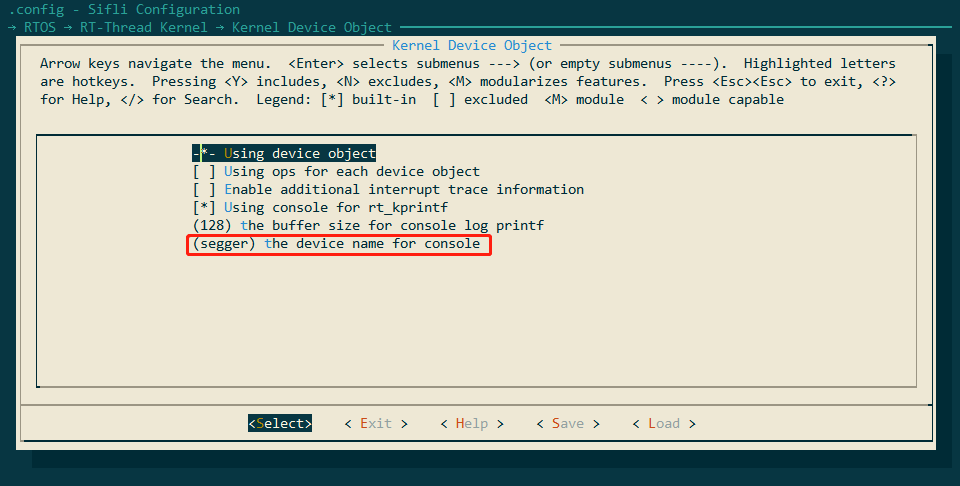 .config - Sifli Configuration
→ RTOS → RT-Thread Kernel → Kernel Device Object
Kernel Device Object
Arrow keys navigate the menu.  <Enter> selects submenus ---> (or empty submenus ----).  Highlighted letters
are hotkeys.  Pressing <Y> includes, <N> excludes, <M> modularizes features.  Press <Esc><Esc> to exit, <?>
for Help, </> for Search.  Legend: [*] built-in  [ ] excluded  <M> module  < > module capable
-*- Using device object
[ ] Using ops for each device object
[ ] Enable additional interrupt trace information
[*] Using console for rt_kprintf
(128) the buffer size for console log printf
(segger) the device name for console
<Select>    < Exit >    < Help >    < Save >    < Load >